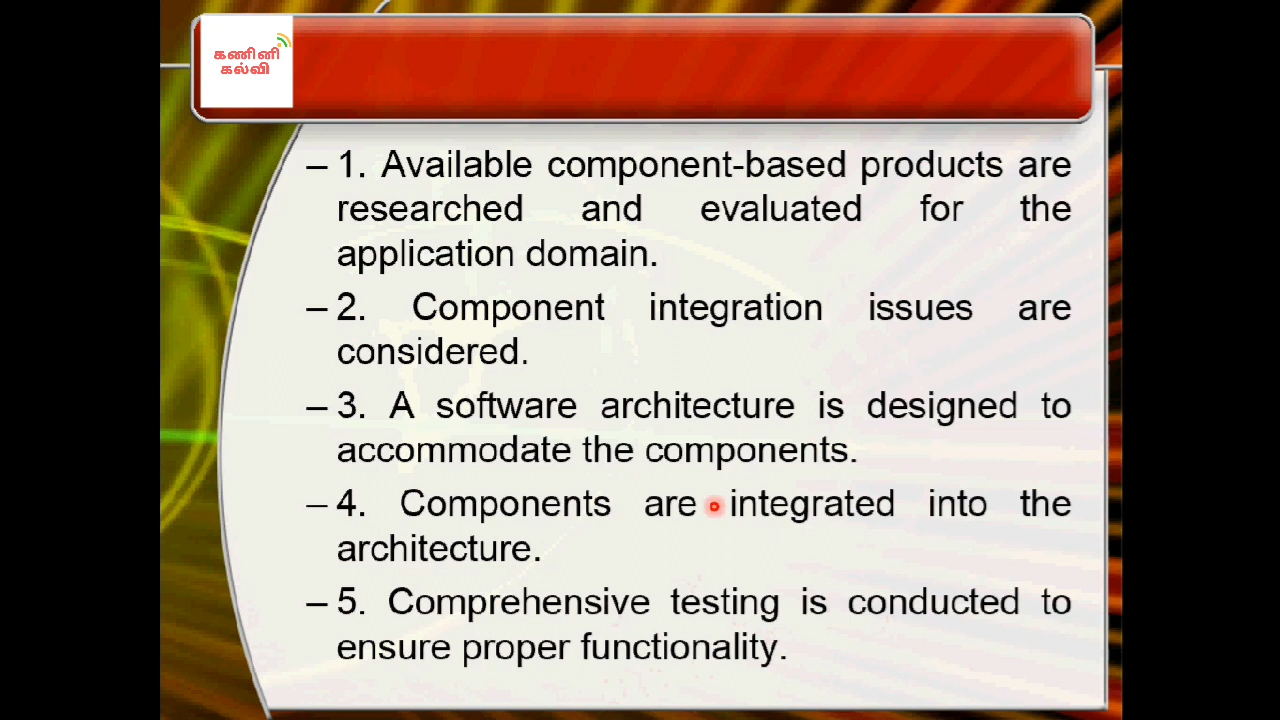 கணினி
கல்வி
– 1. Available component-based products are
researched and evaluated for the
application domain.
– 2. Component integration issues are
considered.
– 3. A software architecture is designed to
accommodate the components.
– 4. Components are integrated into the
architecture.
– 5. Comprehensive testing is conducted to
ensure proper functionality.